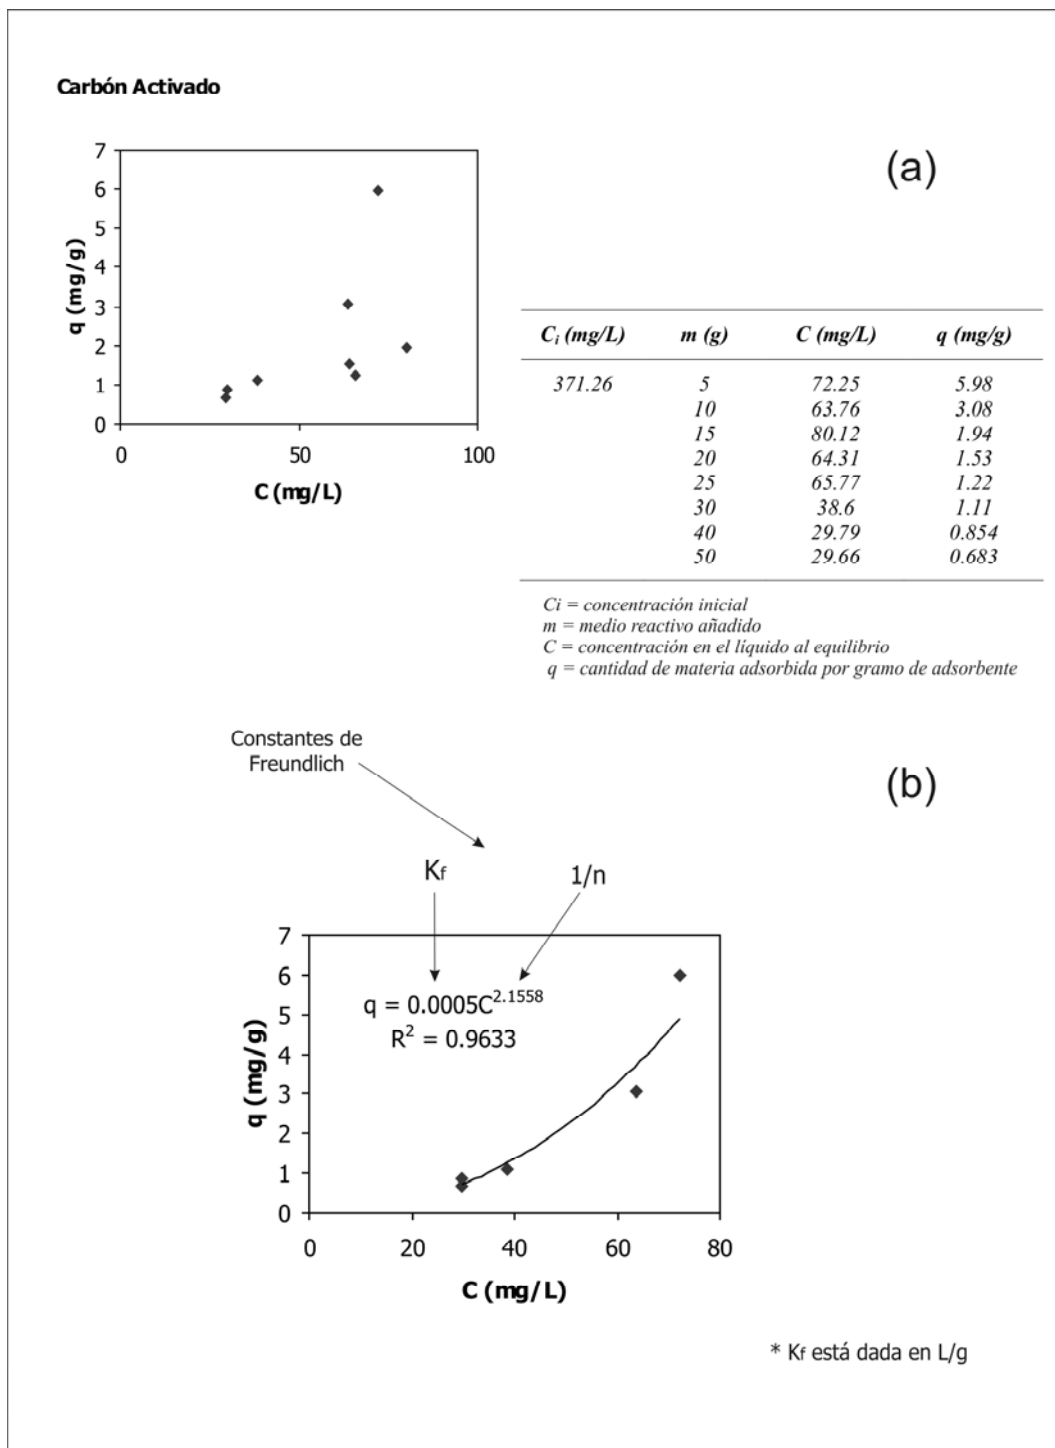 Carbón Activado
(a)
7
6
5
4
3
2
1
0
q (mg/g)
0 50 100
C (mg/L)
Ci (mg/L) m (g) C (mg/L) q (mg/g)
371.26 5 72.25 5.98
10 63.76 3.08
15 80.12 1.94
20 64.31 1.53
25 65.77 1.22
30 38.6 1.11
40 29.79 0.854
50 29.66 0.683
Ci = concentración inicial
m = medio reactivo añadido
C = concentración en el líquido al equilibrio
q = cantidad de materia adsorbida por gramo de adsorbente
Constantes de
Freundlich
(b)
Kf 1/n
7
6
5
4
3
2
1
0
q (mg/g)
q = 0.0005C^2.1558
R² = 0.9633
0 20 40 60 80
C (mg/L)
* Kf está dada en L/g